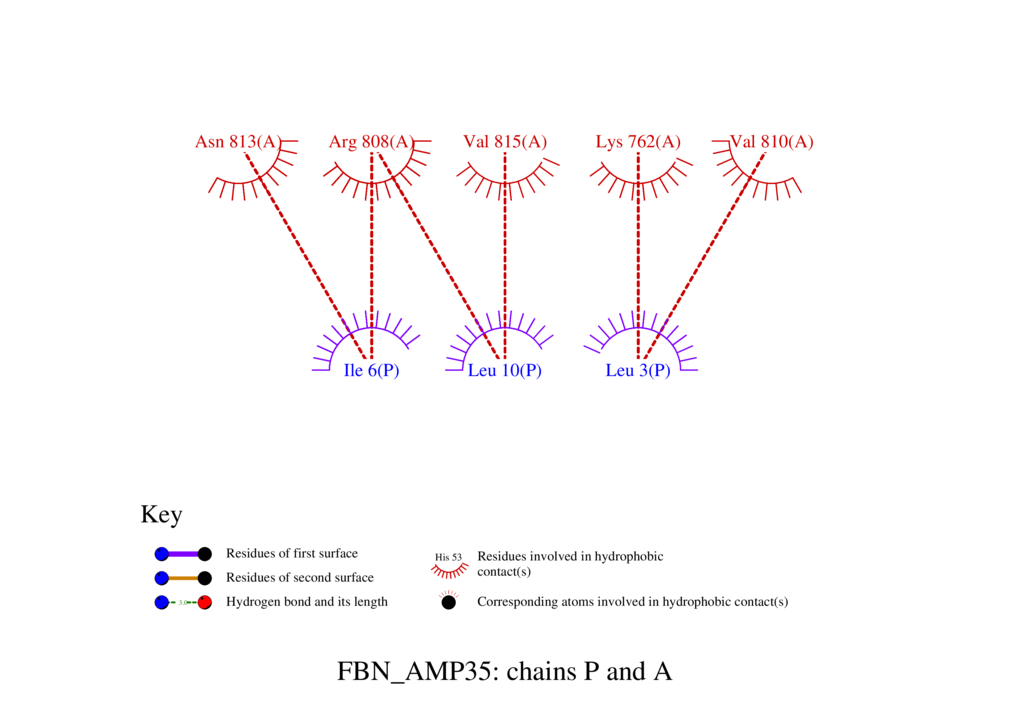 Asn 813(A) Arg 808(A) Val 815(A) Lys 762(A) Val 810(A)
Ile 6(P) Leu 10(P) Leu 3(P)
Key
Residues of first surface
Residues of second surface
3.0 Hydrogen bond and its length
His 53 Residues involved in hydrophobic
contact(s)
Corresponding atoms involved in hydrophobic contact(s)
FBN_AMP35: chains P and A